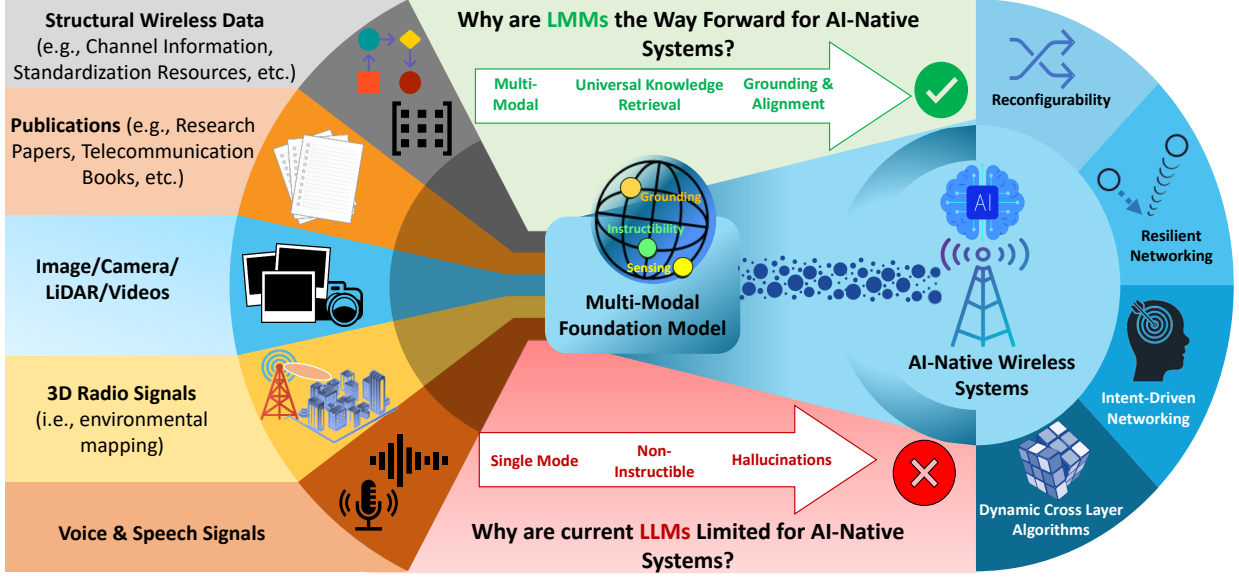 Structural Wireless Data
(e.g., Channel Information,
Standardization Resources, etc.)
Publications (e.g., Research
Papers, Telecommunication
Books, etc.)
Image/Camera/
LiDAR/Videos
3D Radio Signals
(i.e., environmental
mapping)
Voice & Speech Signals
Why are LMMs the Way Forward for AI-Native
Systems?
Multi-
Modal
Universal Knowledge
Retrieval
Grounding &
Alignment
Grounding
Instructibility
Sensing
Multi-Modal
Foundation Model
Single Mode
Non-
Instructible
Hallucinations
Why are current LLMs Limited for AI-Native
Systems?
AI
AI-Native Wireless
Systems
Reconfigurability
Resilient
Networking
Intent-Driven
Networking
Dynamic Cross Layer
Algorithms